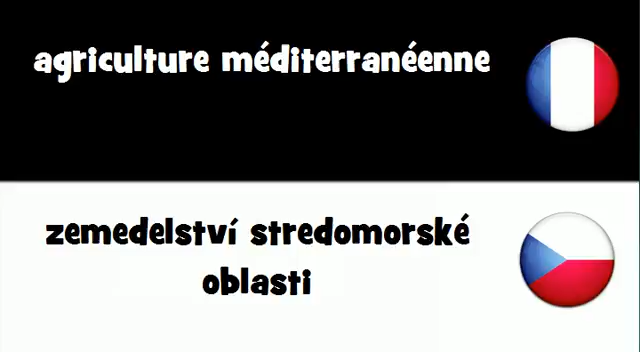 agriculture méditerranéenne
zemedelství stredomorské
oblasti